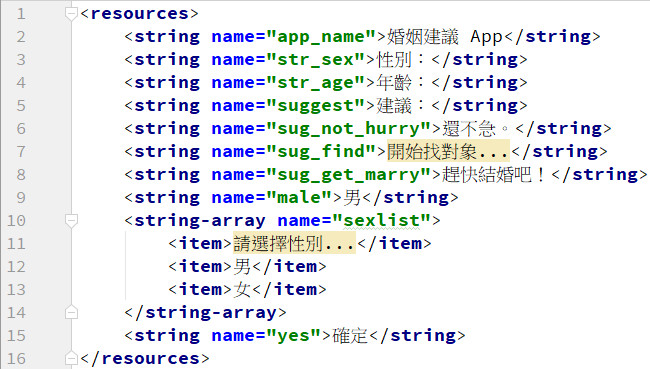 1 <resources>
2     <string name="app_name">婚姻建議 App</string>
3     <string name="str_sex">性別：</string>
4     <string name="str_age">年齡：</string>
5     <string name="suggest">建議：</string>
6     <string name="sug_not_hurry">還不急。</string>
7     <string name="sug_find">開始找對象...</string>
8     <string name="sug_get_marry">趕快結婚吧！</string>
9     <string name="male">男</string>
10     <string-array name="sexlist">
11         <item>請選擇性別...</item>
12         <item>男</item>
13         <item>女</item>
14     </string-array>
15     <string name="yes">確定</string>
16 </resources>